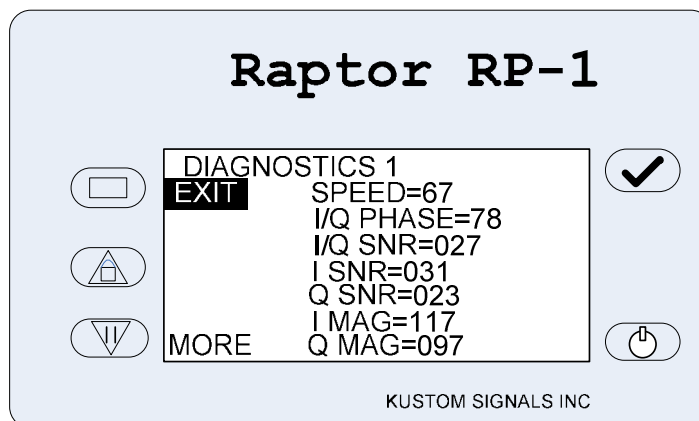 Raptor RP-1
DIAGNOSTICS 1
EXIT SPEED=67
I/Q PHASE=78
I/Q SNR=027
I SNR=031
Q SNR=023
I MAG=117
MORE Q MAG=097
KUSTOM SIGNALS INC